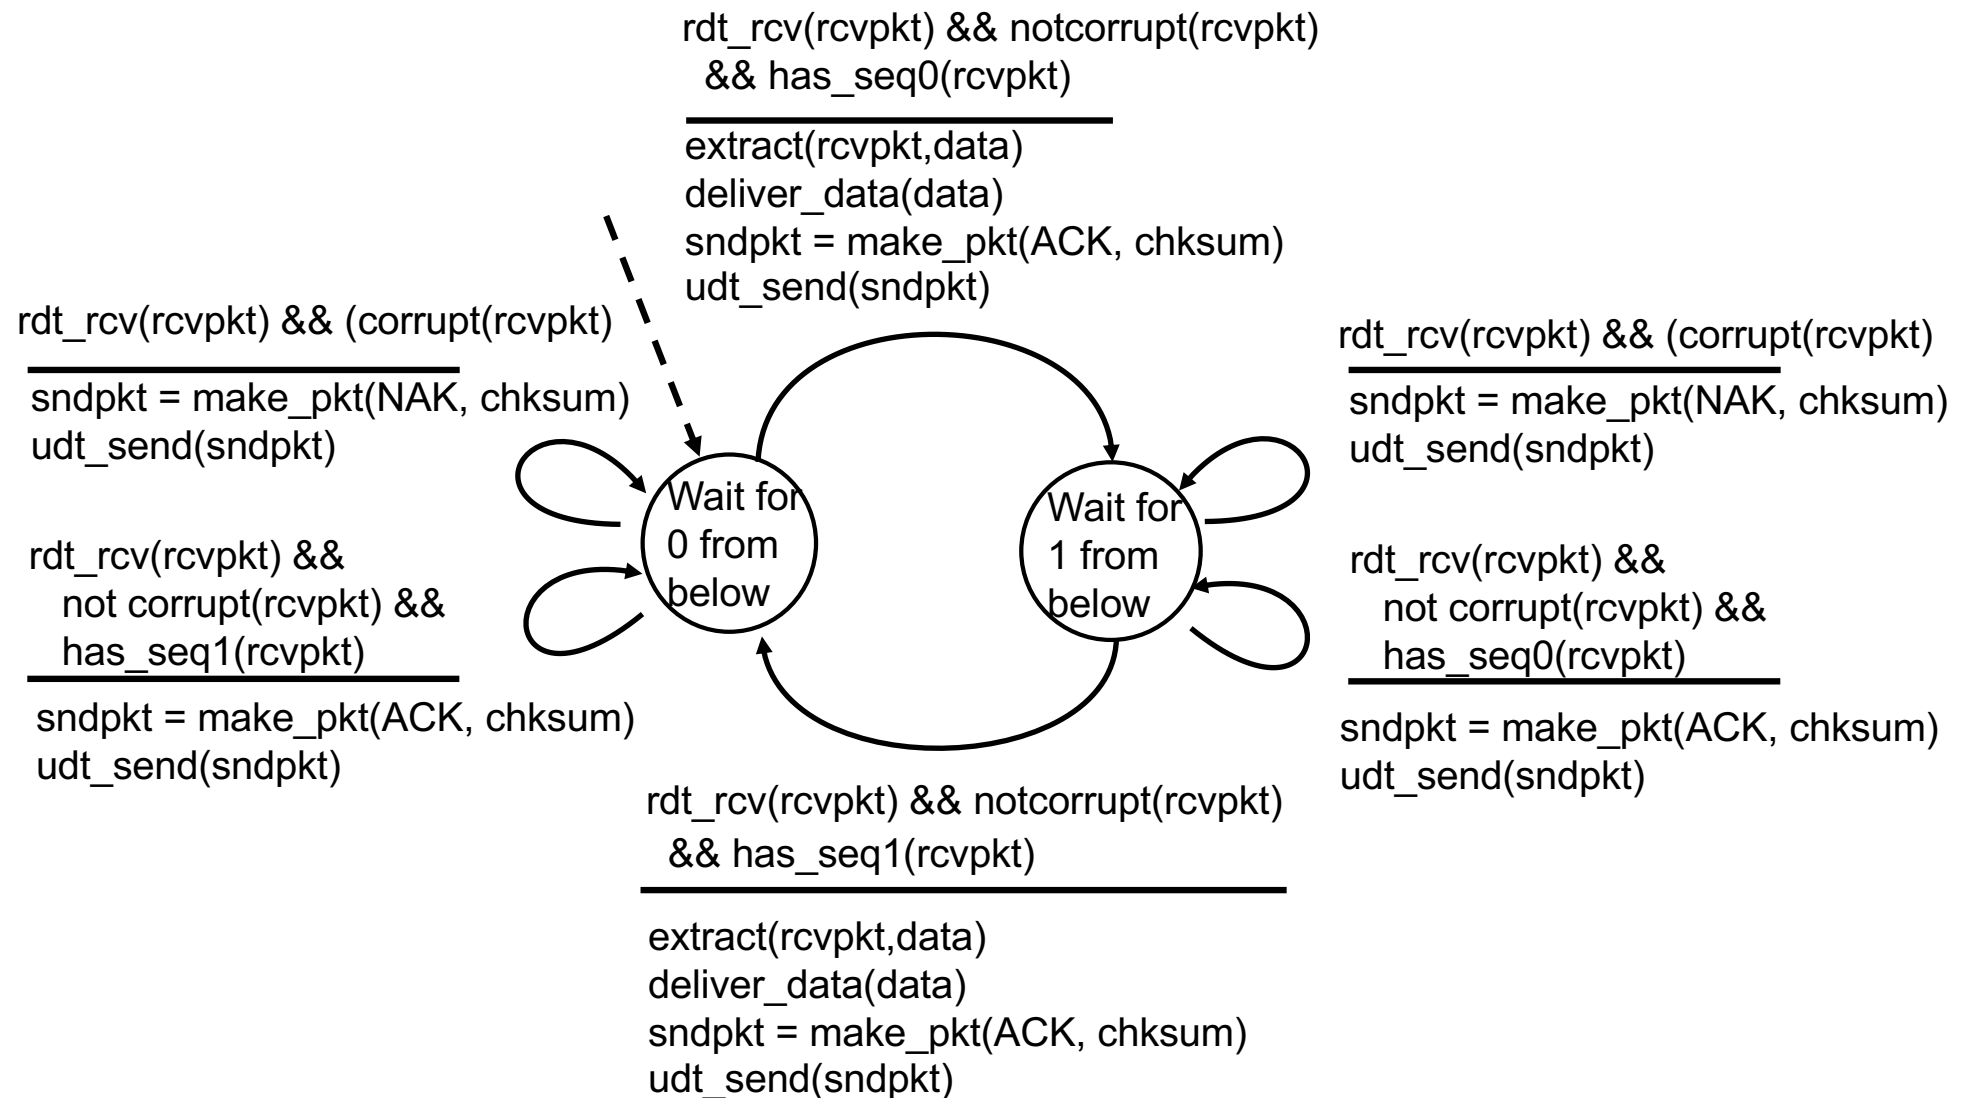 rdt_rcv(rcvpkt) && notcorrupt(rcvpkt)
&& has_seq0(rcvpkt)
extract(rcvpkt,data)
deliver_data(data)
sndpkt = make_pkt(ACK, chksum)
udt_send(sndpkt)
rdt_rcv(rcvpkt) && (corrupt(rcvpkt)
sndpkt = make_pkt(NAK, chksum)
udt_send(sndpkt)
rdt_rcv(rcvpkt) &&
not corrupt(rcvpkt) &&
has_seq1(rcvpkt)
sndpkt = make_pkt(ACK, chksum)
udt_send(sndpkt)
Wait for
0 from
below
Wait for
1 from
below
rdt_rcv(rcvpkt) && (corrupt(rcvpkt)
sndpkt = make_pkt(NAK, chksum)
udt_send(sndpkt)
rdt_rcv(rcvpkt) &&
not corrupt(rcvpkt) &&
has_seq0(rcvpkt)
sndpkt = make_pkt(ACK, chksum)
udt_send(sndpkt)
rdt_rcv(rcvpkt) && notcorrupt(rcvpkt)
&& has_seq1(rcvpkt)
extract(rcvpkt,data)
deliver_data(data)
sndpkt = make_pkt(ACK, chksum)
udt_send(sndpkt)